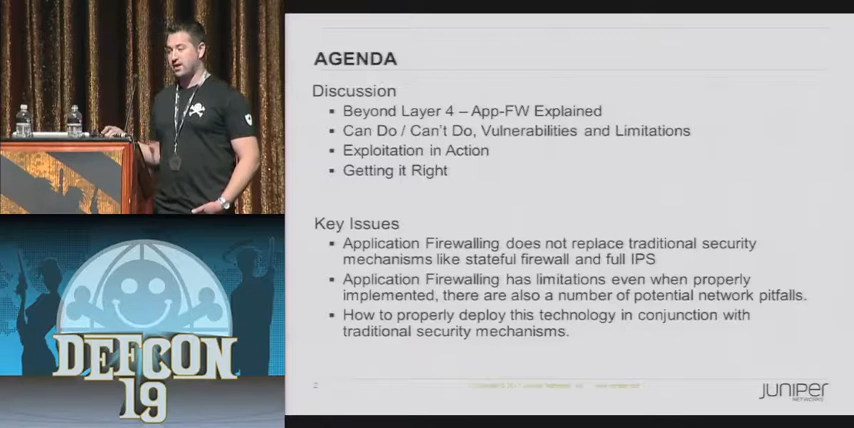 AGENDA
Discussion
▪ Beyond Layer 4 – App-FW Explained
▪ Can Do / Can't Do, Vulnerabilities and Limitations
▪ Exploitation in Action
▪ Getting it Right
Key Issues
▪ Application Firewalling does not replace traditional security
mechanisms like stateful firewall and full IPS
▪ Application Firewalling has limitations even when properly
implemented, there are also a number of potential network pitfalls.
▪ How to properly deploy this technology in conjunction with
traditional security mechanisms.
2
JUNIPER
NETWORKS
DEFCON
19